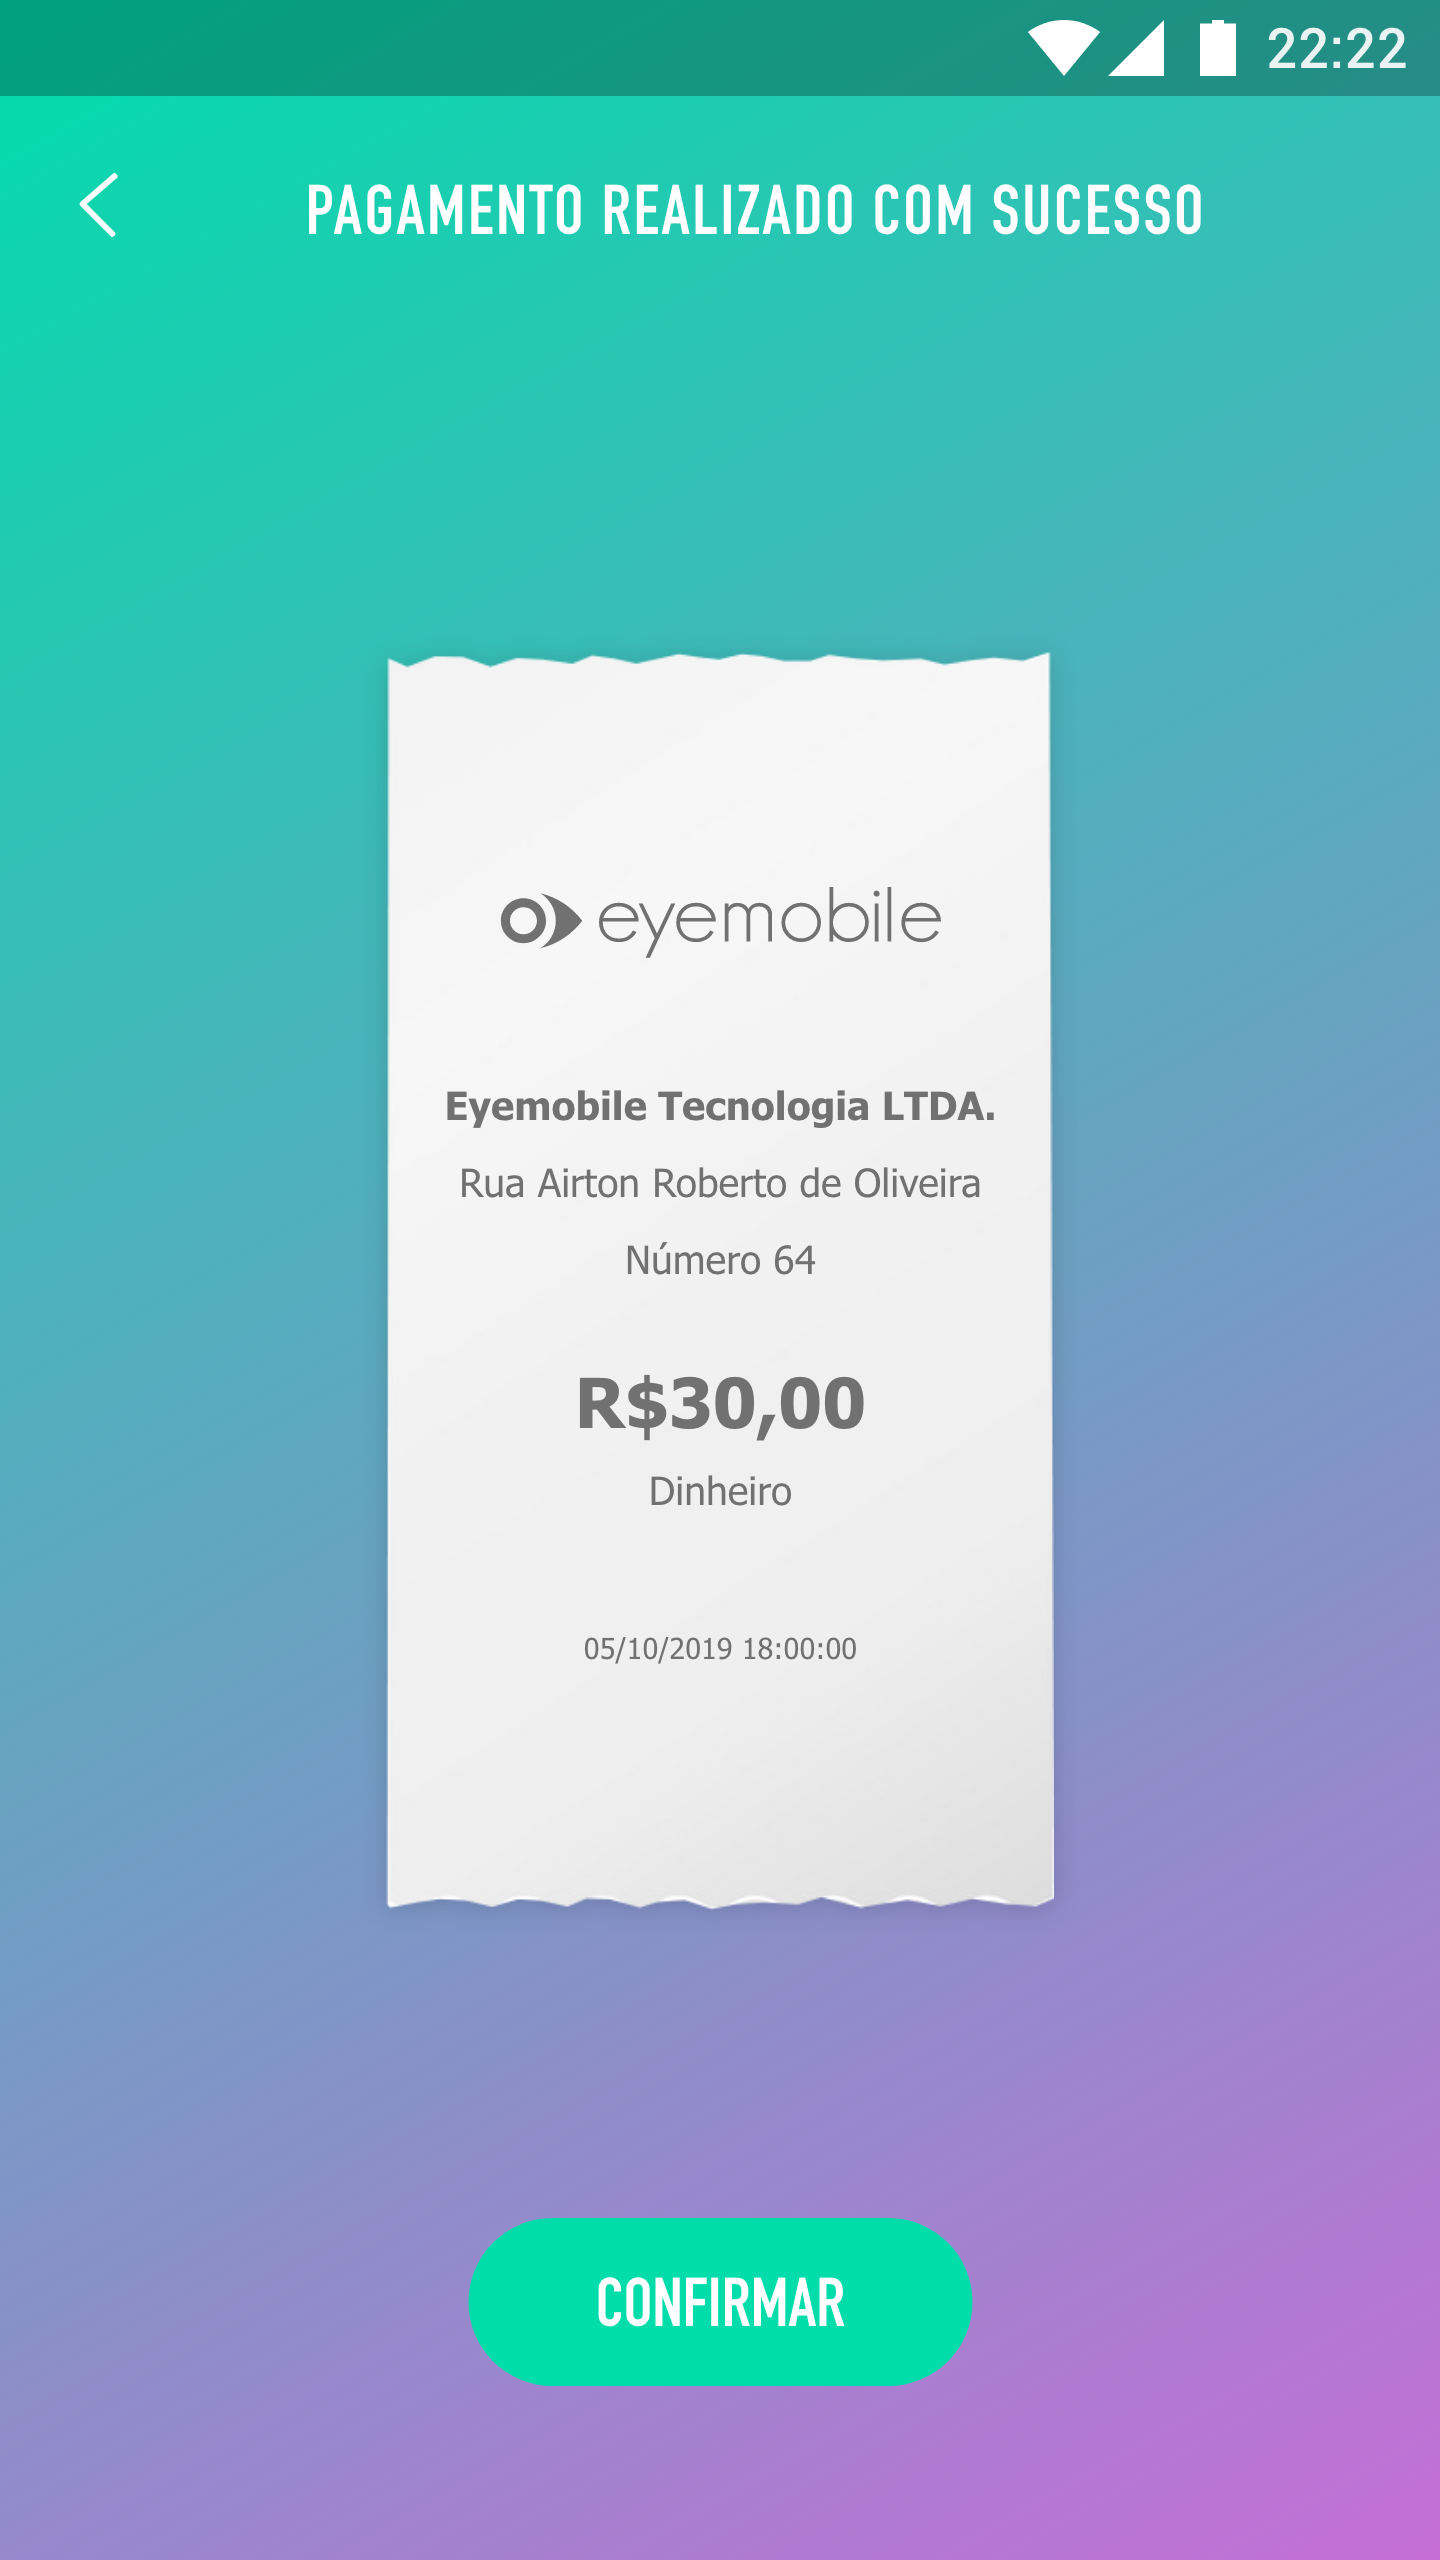 22:22
PAGAMENTO REALIZADO COM SUCESSO
eyemobile
Eyemobile Tecnologia LTDA.
Rua Airton Roberto de Oliveira
Número 64
R$30,00
Dinheiro
05/10/2019 18:00:00
CONFIRMAR